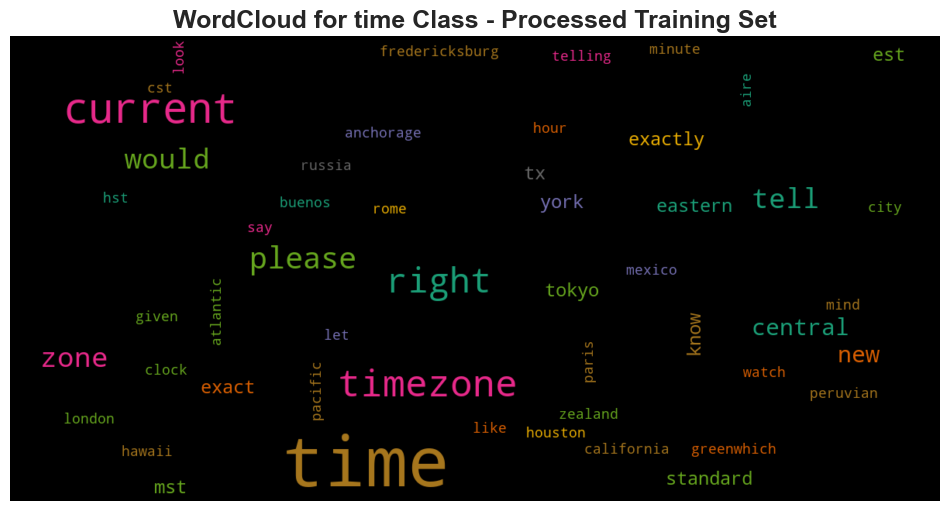 WordCloud for time Class - Processed Training Set
look
fredericksburg
telling
minute
est
cst
aire
current
anchorage
hour
exactly
would
russia
tx
hst
buenos
rome
york
eastern
tell
city
say
please
right
mexico
tokyo
atlantic
given
let
know
mind
central
zone
clock
exact
pacific
timezone
paris
new
watch
peruvian
london
like
zealand
houston
hawaii
time
california
greenwhich
mst
standard